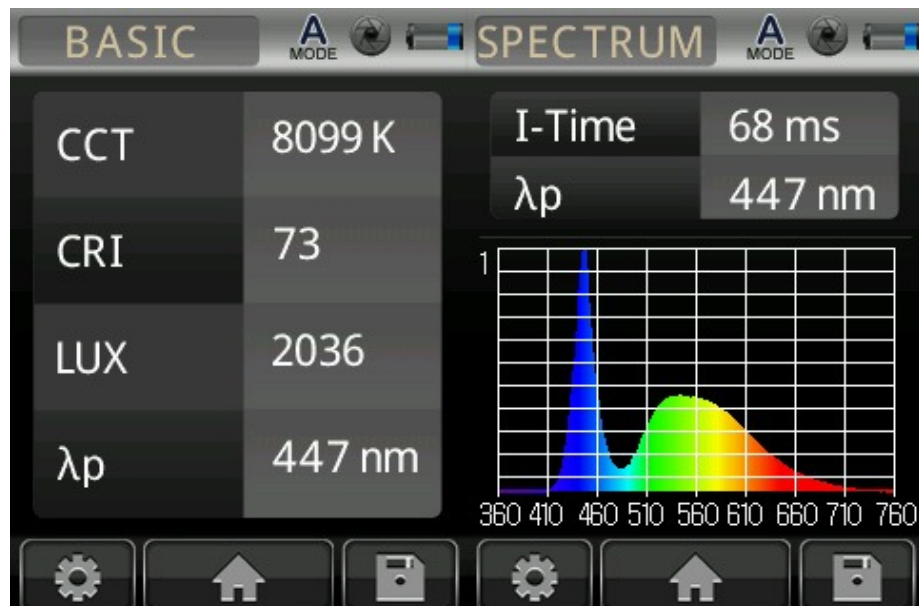 BASIC
A
MODE
CCT 8099 K
CRI 73
LUX 2036
λp 447 nm
SPECTRUM
A
MODE
I-Time 68 ms
λp 447 nm
1
360 410 460 510 560 610 660 710 760